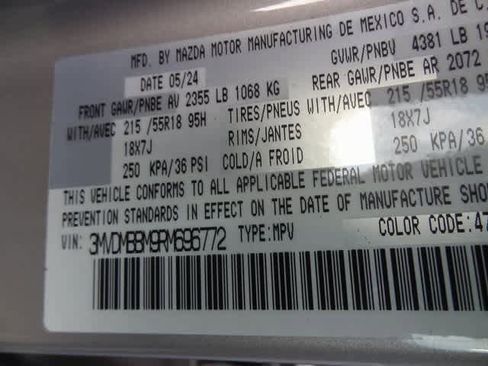 MFD. BY MAZDA MOTOR MANUFACTURING DE MEXICO S.A. DE C.
DATE 05/24 GVWR/PNBV 4381 LB 19
FRONT GAWR/PNBE AV 2355 LB 1068 KG REAR GAWR/PNBE AR 2072
WITH/AVEC 215 /55R18 95H TIRES/PNEUS WITH/AVEC 215 /55R18 95
18X7J RIMS/JANTES 18X7J
250 KPA/36 PSI COLD/A FROID 250 KPA/36
THIS VEHICLE CONFORMS TO ALL APPLICABLE FEDERAL MOTOR VEHICLE
PREVENTION STANDARDS IN EFFECT ON THE DATE OF MANUFACTURE SHO
VIN: 3MVDMBBM9RM696772 TYPE:MPV COLOR CODE:47